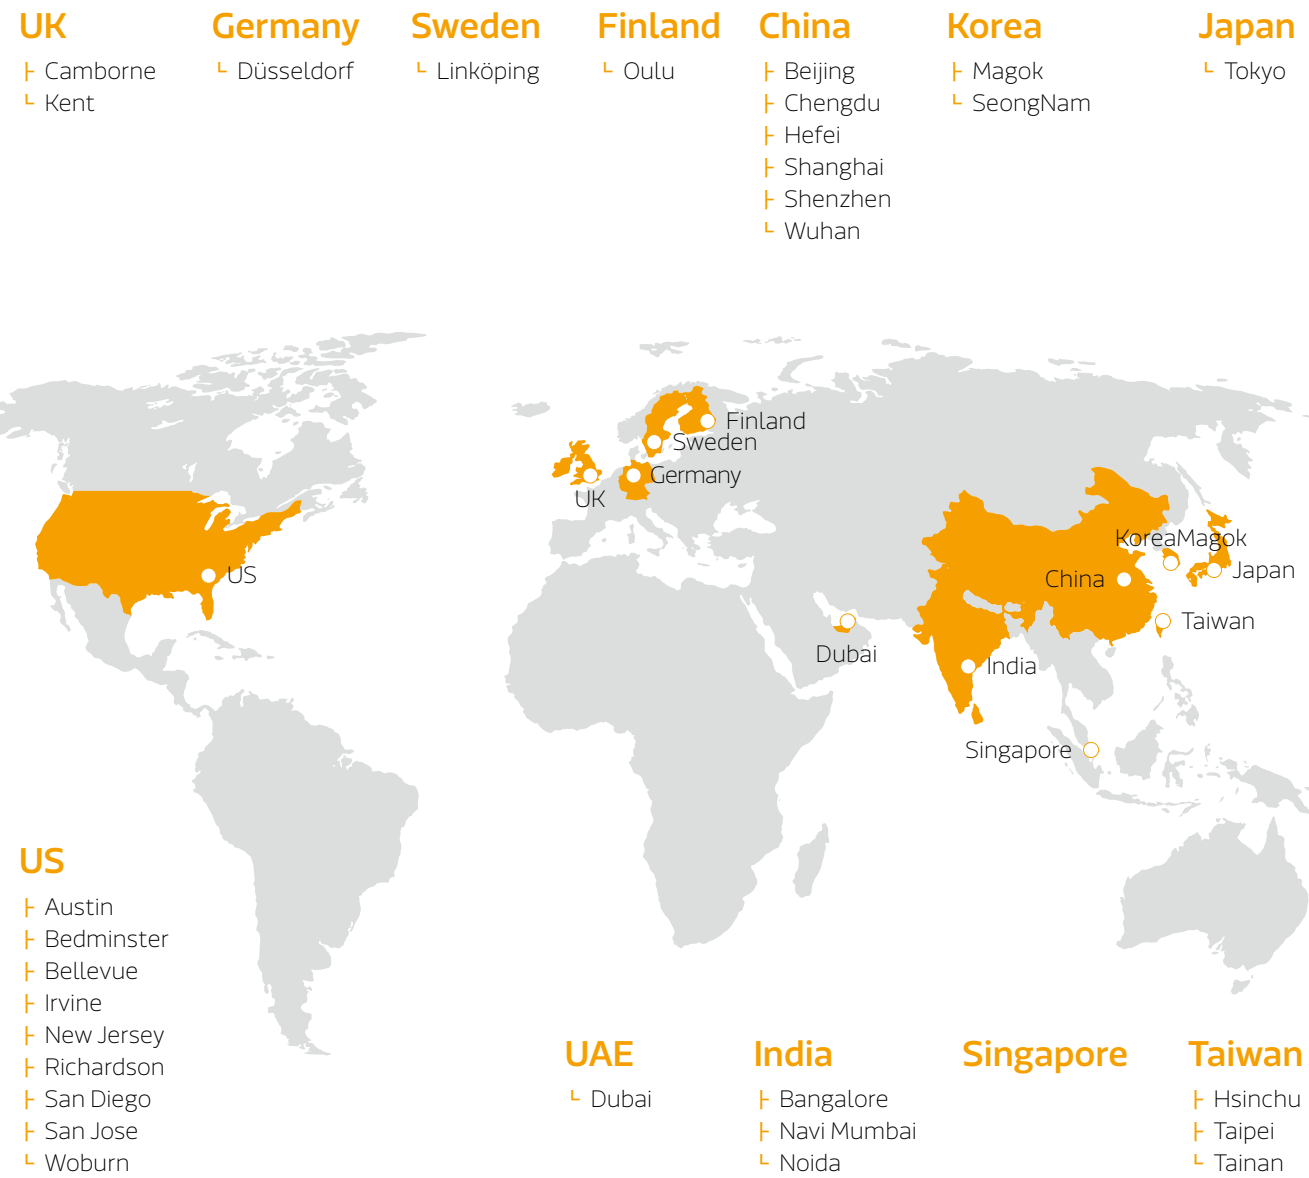 UK
Camborne
Kent
Germany
Düsseldorf
Sweden
Linköping
Finland
Oulu
China
Beijing
Chengdu
Hefei
Shanghai
Shenzhen
Wuhan
Korea
Magok
SeongNam
Japan
Tokyo
Finland
Sweden
Germany
UK
US
KoreaMagok
China
Japan
Taiwan
Dubai
India
Singapore
US
Austin
Bedminster
Bellevue
Irvine
New Jersey
Richardson
San Diego
San Jose
Woburn
UAE
Dubai
India
Bangalore
Navi Mumbai
Noida
Singapore
Taiwan
Hsinchu
Taipei
Tainan